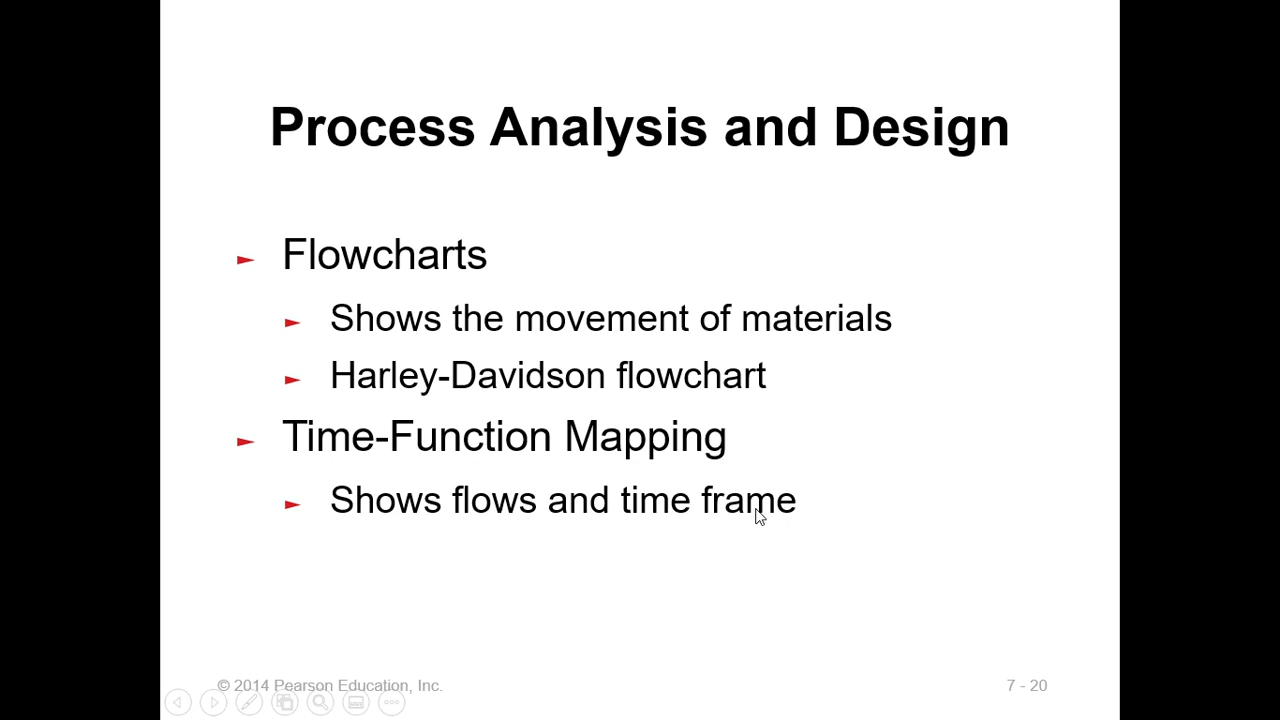 Process Analysis and Design
► Flowcharts
► Shows the movement of materials
► Harley-Davidson flowchart
► Time-Function Mapping
► Shows flows and time frame
© 2014 Pearson Education, Inc.
7 - 20